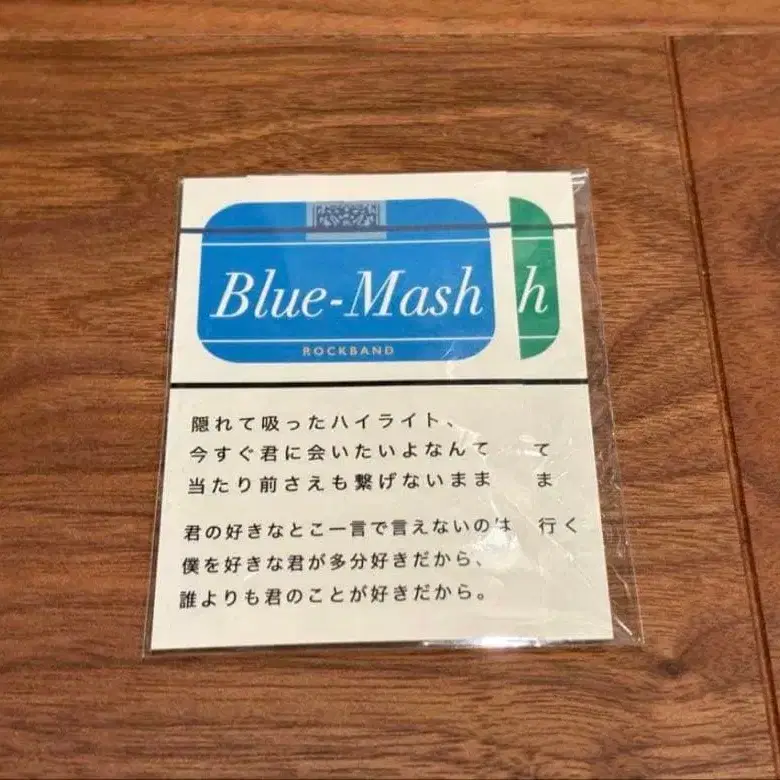 Blue-Mash
h
ROCKBAND
隠れて吸ったハイライト、
今すぐ君に会いたいよなんて
て
当たり前さえも繋げないまま
ま
君の好きなとこ一言で言えないのは
行く
僕を好きな君が多分好きだから、
誰よりも君のことが好きだから。